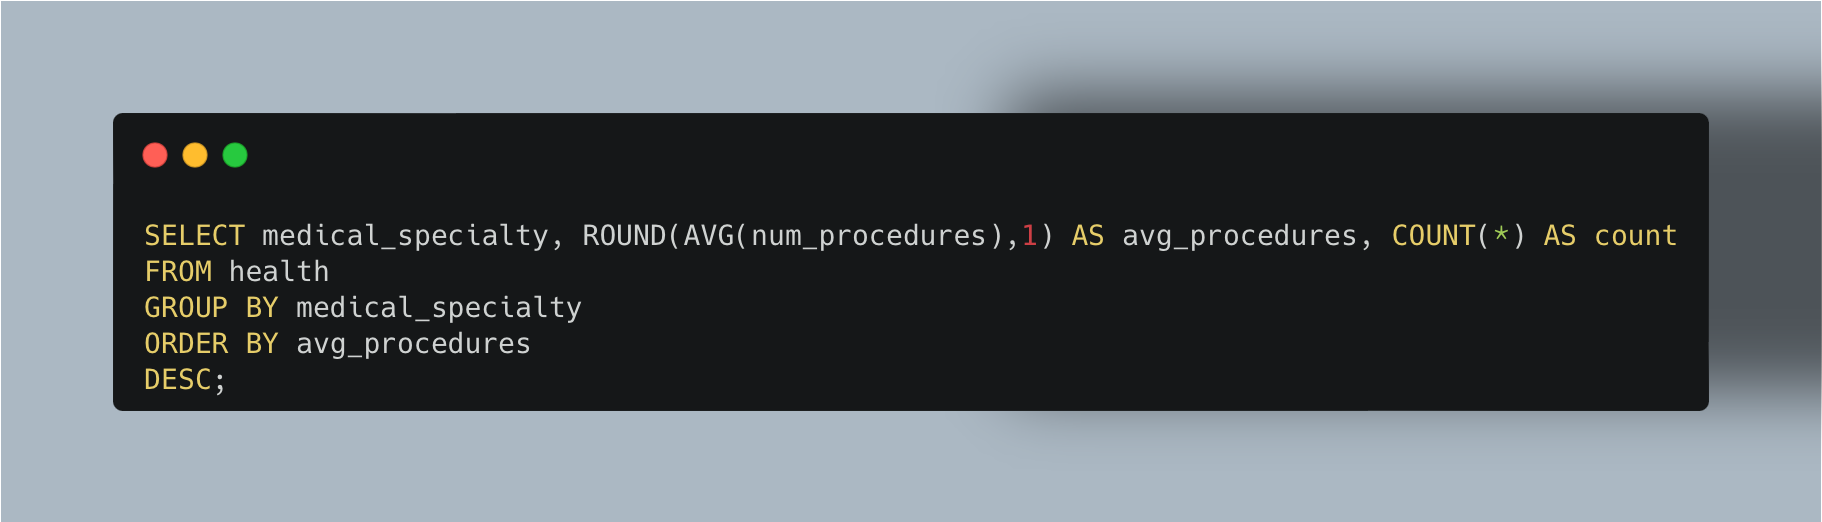 SELECT medical_specialty, ROUND(AVG(num_procedures),1) AS avg_procedures, COUNT(*) AS count
FROM health
GROUP BY medical_specialty
ORDER BY avg_procedures
DESC;